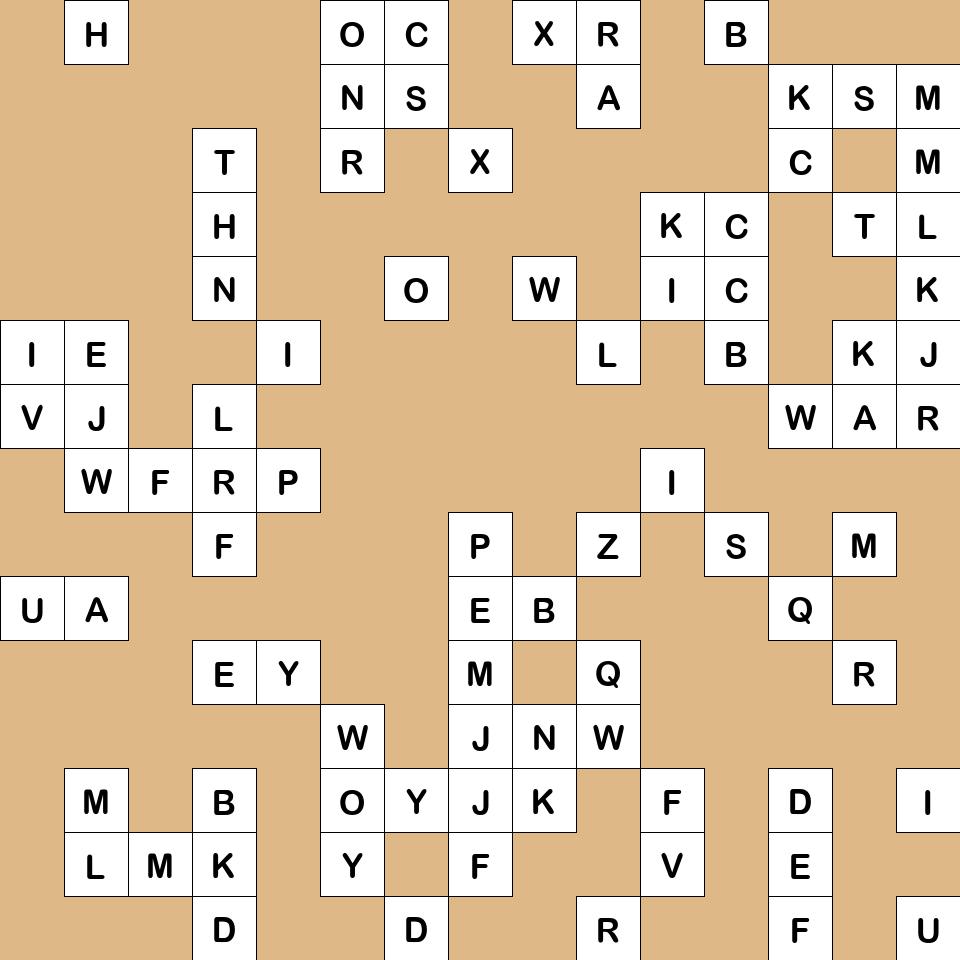 H O C X R B
N S A K S M
T R X C M
H K C T L
N O W I C K
I E I L B K J
V J L W A R
W F R P I
F P Z S M
U A E B Q
E Y M Q R
W J N W
M B O Y J K F D I
L M K Y F V E
D D R F U